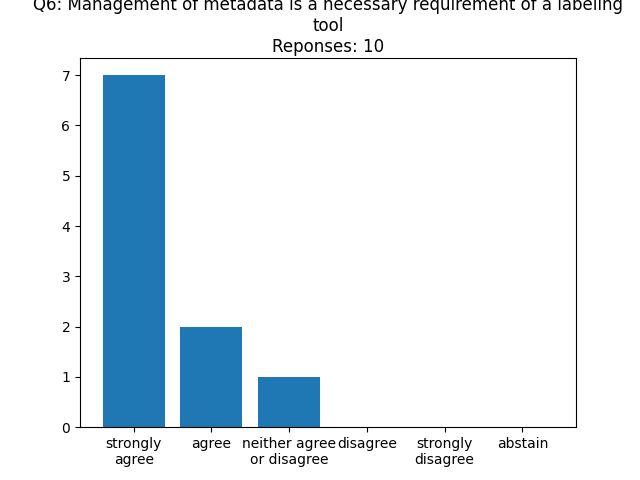 Q6: Management of metadata is a necessary requirement of a labeling
tool
Reponses: 10
7
6
5
4
3
2
1
0
strongly
agree
agree
neither agree
or disagree
disagree
strongly
disagree
abstain